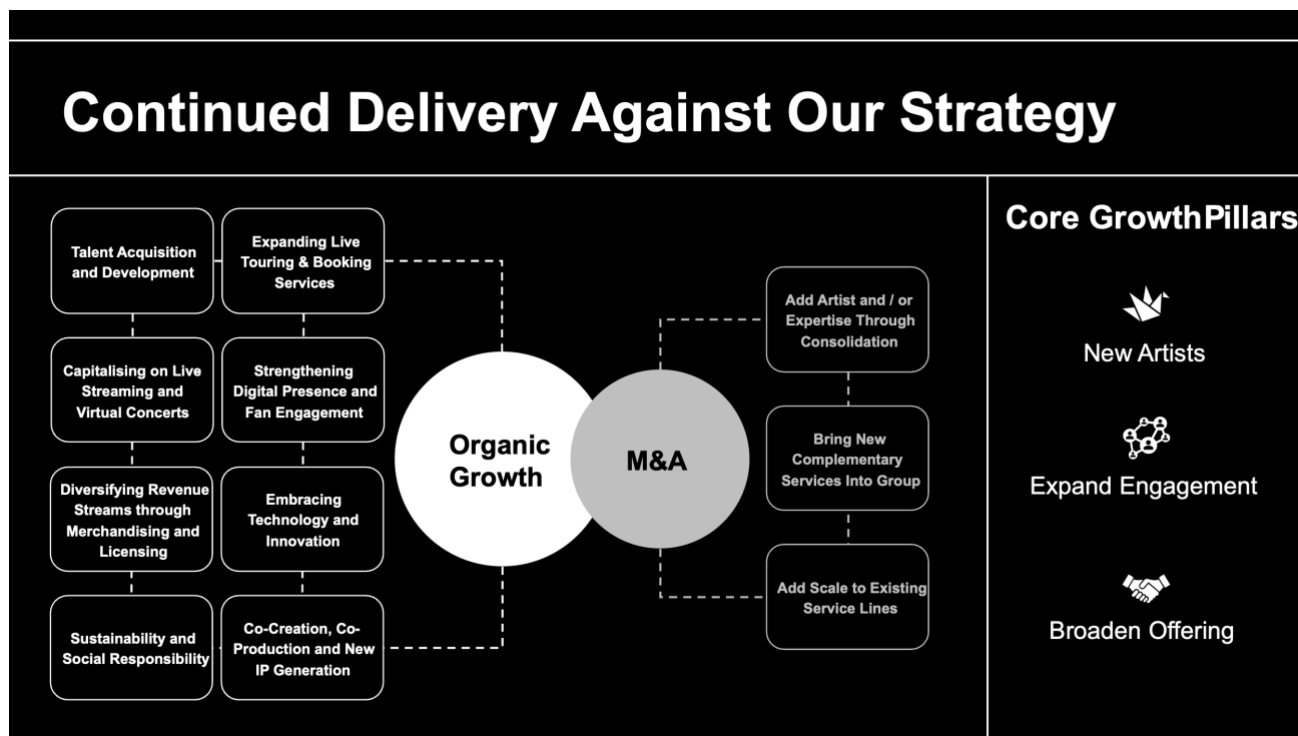 Continued Delivery Against Our Strategy
Talent Acquisition
and Development
Expanding Live
Touring & Booking
Services
Capitalising on Live
Streaming and
Virtual Concerts
Strengthening
Digital Presence and
Fan Engagement
Diversifying Revenue
Streams through
Merchandising and
Licensing
Embracing
Technology and
Innovation
Sustainability and
Social Responsibility
Co-Creation, Co-
Production and New
IP Generation
Organic
Growth
M&A
Add Artist and / or
Expertise Through
Consolidation
Bring New
Complementary
Services Into Group
Add Scale to Existing
Service Lines
Core GrowthPillars
New Artists
Expand Engagement
Broaden Offering